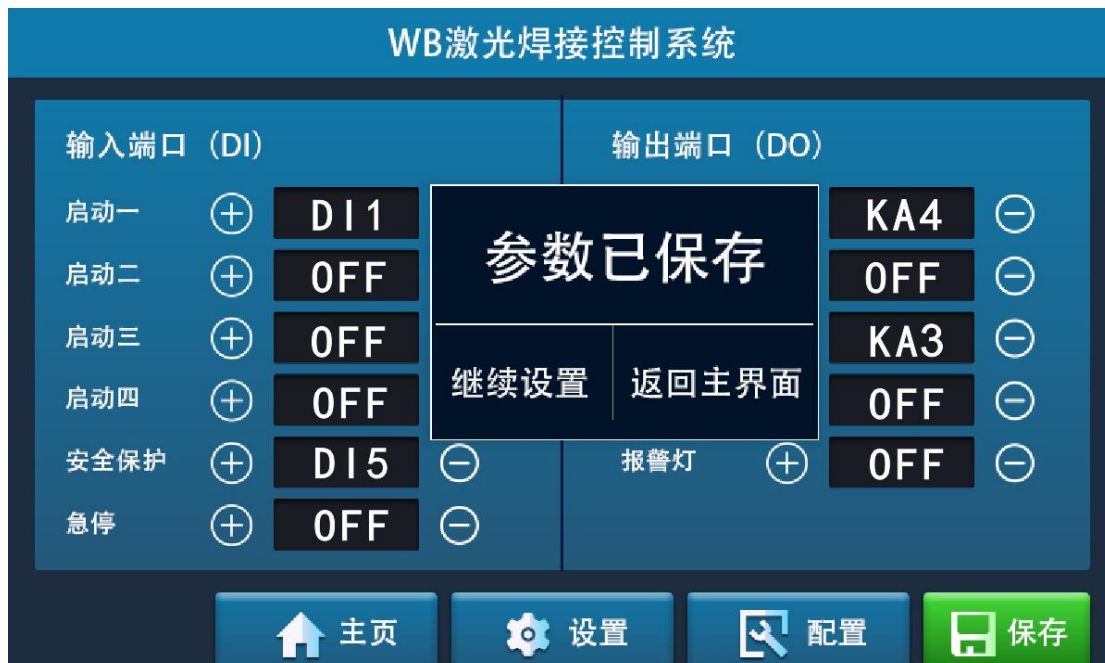 WB激光焊接控制系统
输入端口（DI）
输出端口（DO）
启动一 DI1
KA4
启动二 OFF
OFF
启动三 OFF
KA3
启动四 OFF
OFF
安全保护 DI5
报警灯 OFF
急停 OFF
参数已保存
继续设置 返回主界面
主页 设置 配置 保存